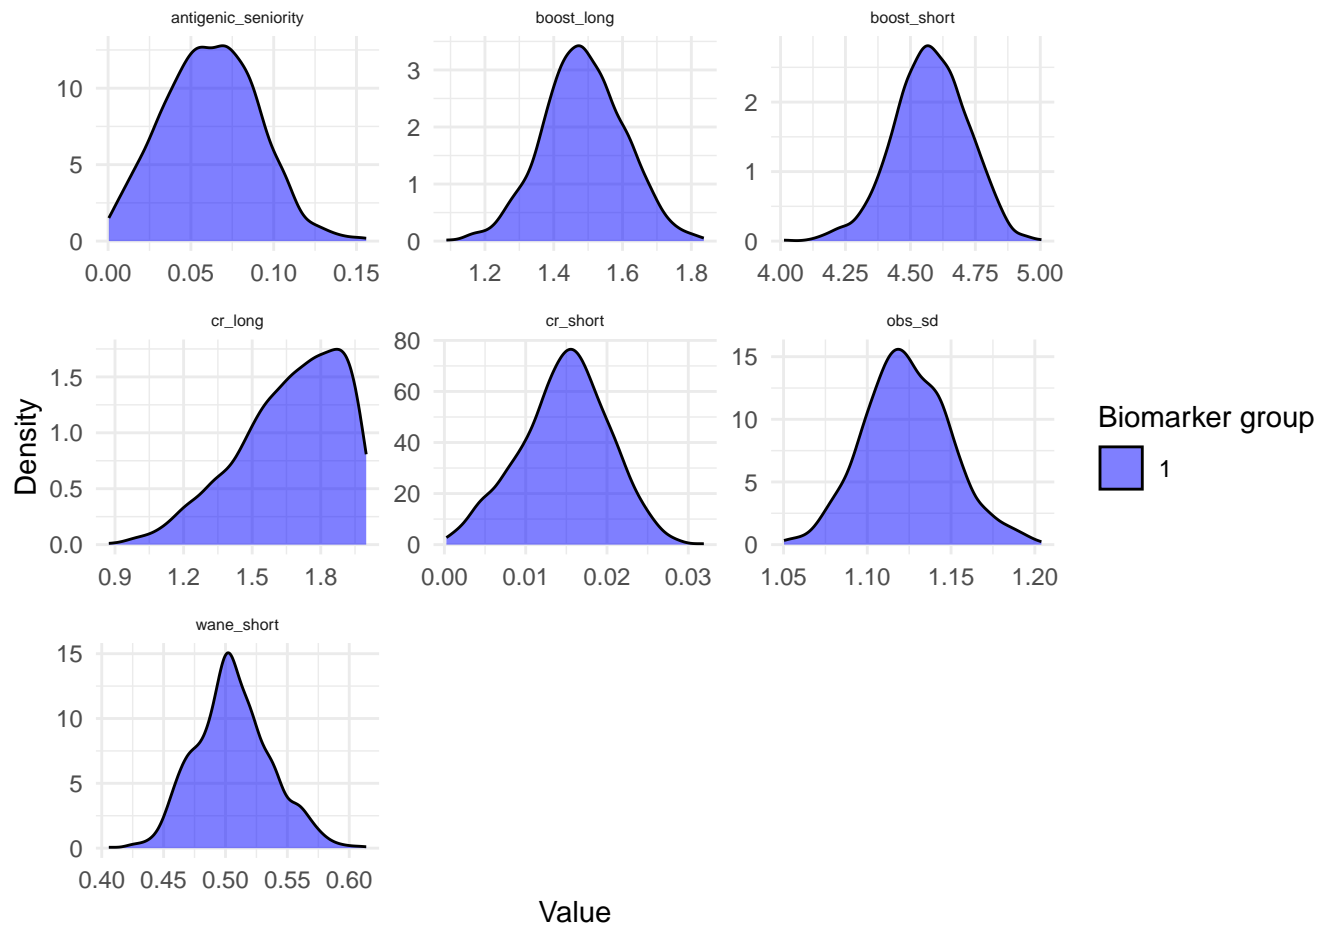 antigenic_seniority
boost_long
boost_short
10
5
0
0.00 0.05 0.10 0.15
3
2
1
0
1.2 1.4 1.6 1.8
2
1
0
4.00 4.25 4.50 4.75 5.00
cr_long
cr_short
obs_sd
1.5
1.0
0.5
0.0
0.9 1.2 1.5 1.8
80
60
40
20
0
0.00 0.01 0.02 0.03
15
10
5
0
1.05 1.10 1.15 1.20
wane_short
15
10
5
0
0.40 0.45 0.50 0.55 0.60
Density
Value
Biomarker group
1